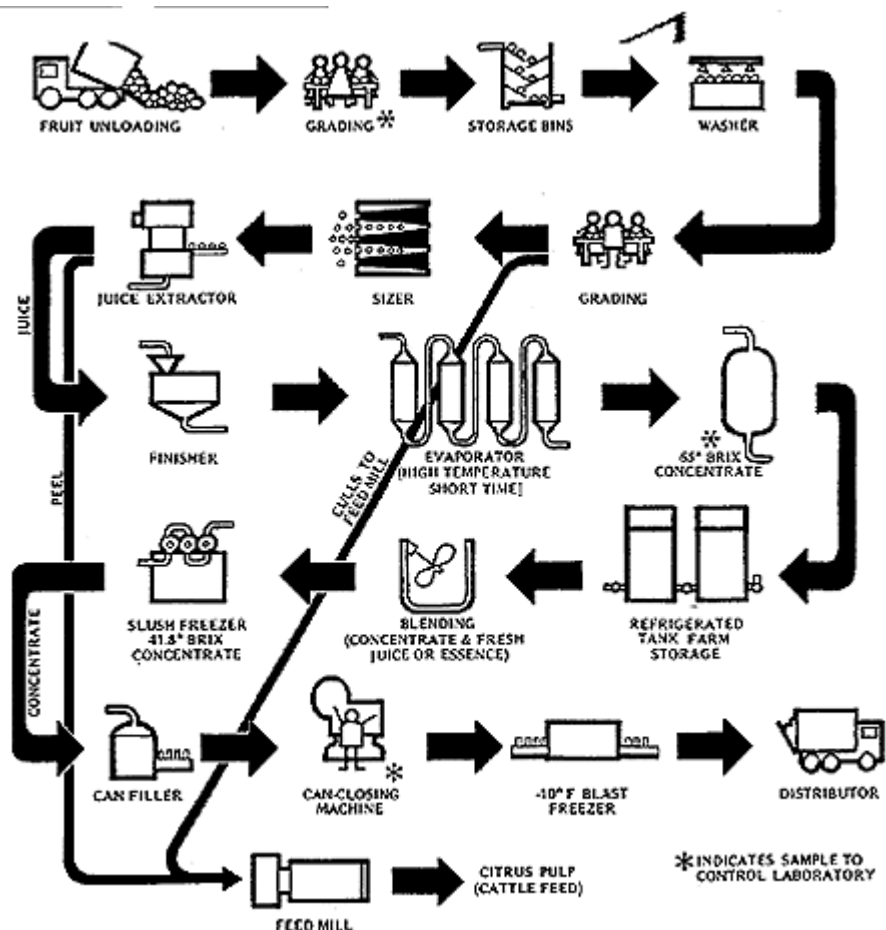 FRUIT UNLOADING
GRADING*
STORAGE BINS
WASHER
JUICE EXTRACTOR
SIZER
GRADING
JUICE
FINISHER
EVAPORATOR
[HIGH TEMPERATURE
SHORT TIME]
*
65° BRIX
CONCENTRATE
PEEL
CULLS TO
FEED MILL
SLUSH FREEZER
41.8° BRIX
CONCENTRATE
BLENDING
(CONCENTRATE & FRESH
JUICE OR ESSENCE)
REFRIGERATED
TANK FARM
STORAGE
CONCENTRATE
CAN FILLER
*
CAN-CLOSING
MACHINE
-10° F BLAST
FREEZER
DISTRIBUTOR
FEED MILL
CITRUS PULP
(CATTLE FEED)
* INDICATES SAMPLE TO
CONTROL LABORATORY